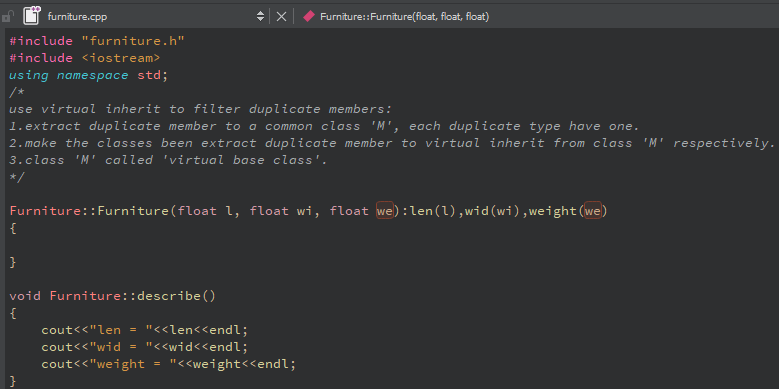 furniture.cpp Furniture::Furniture(float, float, float)
#include "furniture.h"
#include <iostream>
using namespace std;
/*
use virtual inherit to filter duplicate members:
1.extract duplicate member to a common class 'M', each duplicate type have one.
2.make the classes been extract duplicate member to virtual inherit from class 'M' respectively.
3.class 'M' called 'virtual base class'.
*/
Furniture::Furniture(float l, float wi, float we):len(l),wid(wi),weight(we)
{
}
void Furniture::describe()
{
    cout<<"len = "<<len<<endl;
    cout<<"wid = "<<wid<<endl;
    cout<<"weight = "<<weight<<endl;
}